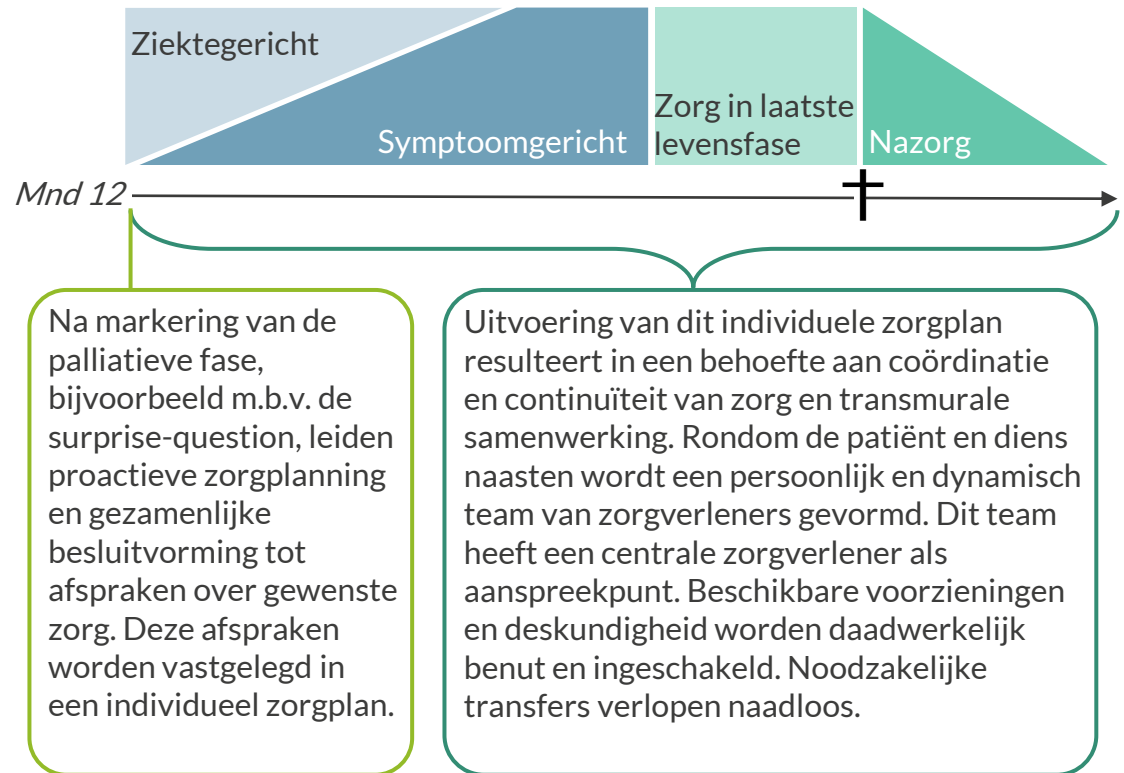 Ziektegericht
Symptoomgericht
Zorg in laatste
levensfase
Nazorg
Mnd 12
Na markering van de
palliatieve fase,
bijvoorbeeld m.b.v. de
surprise-question, leiden
proactieve zorgplanning
en gezamenlijke
besluitvorming tot
afspraken over gewenste
zorg. Deze afspraken
worden vastgelegd in
een individueel zorgplan.
Uitvoering van dit individuele zorgplan
resulteert in een behoefte aan coördinatie
en continuïteit van zorg en transmurale
samenwerking. Rondom de patiënt en diens
naasten wordt een persoonlijk en dynamisch
team van zorgverleners gevormd. Dit team
heeft een centrale zorgverlener als
aanspreekpunt. Beschikbare voorzieningen
en deskundigheid worden daadwerkelijk
benut en ingeschakeld. Noodzakelijke
transfers verlopen naadloos.